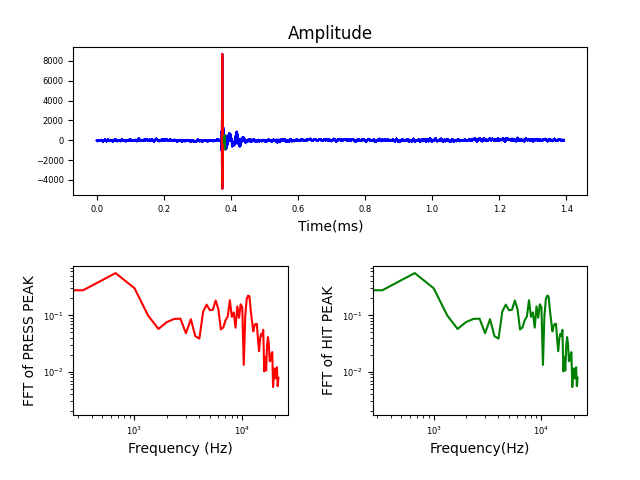 Amplitude
8000
6000
4000
2000
0
−2000
−4000
0.0 0.2 0.4 0.6 0.8 1.0 1.2 1.4
Time(ms)
FFT of PRESS PEAK
10⁻¹
10⁻²
10³ 10⁴
Frequency (Hz)
FFT of HIT PEAK
10⁻¹
10⁻²
10³ 10⁴
Frequency(Hz)